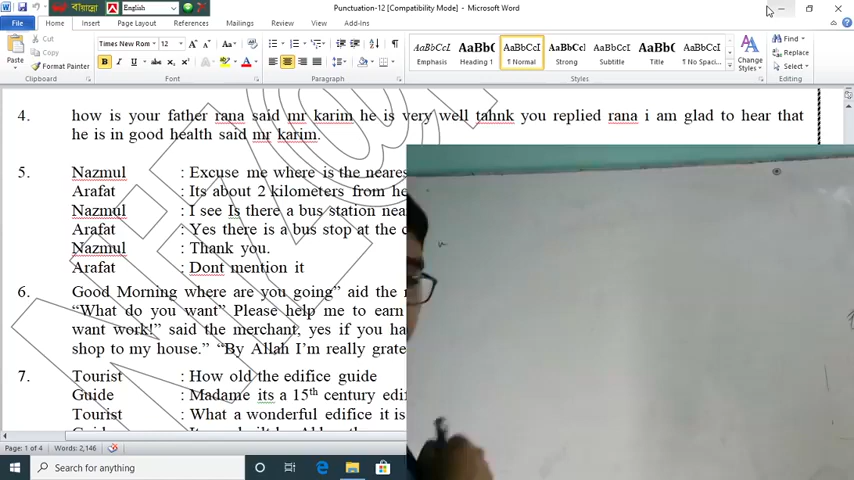 Punctuation-12 [Compatibility Mode] - Microsoft Word
English
File Home Insert Page Layout References Mailings Review View Add-Ins
Cut
Copy
Format Painter
Paste
Clipboard
Times New Rom 12
B I U
Font
Paragraph
AaBbCcI AaBbC AaBbCcI AaBbCcI AaBbCcI AaBbCcI AaBbCcI
Emphasis Heading 1 ¶ Normal Strong Subtitle Title ¶ No Spaci...
Change Styles
Styles
Find
Replace
Select
Editing
4. how is your father rana said mr karim he is very well tahnk you replied rana i am glad to hear that
he is in good health said mr karim.
5. Nazmul : Excuse me where is the neares
Arafat : Its about 2 kilometers from he
Nazmul : I see Is there a bus station nea
Arafat : Yes there is a bus stop at the c
Nazmul : Thank you.
Arafat : Dont mention it
6. Good Morning where are you going” aid the
“What do you want” Please help me to earn
want work!” said the merchant, yes if you ha
shop to my house.” “By Allah I’m really grate
7. Tourist : How old the edifice guide
Guide : Madame its a 15th century edif
Tourist : What a wonderful edifice it is
Page: 1 of 4 Words: 2,146
Search for anything